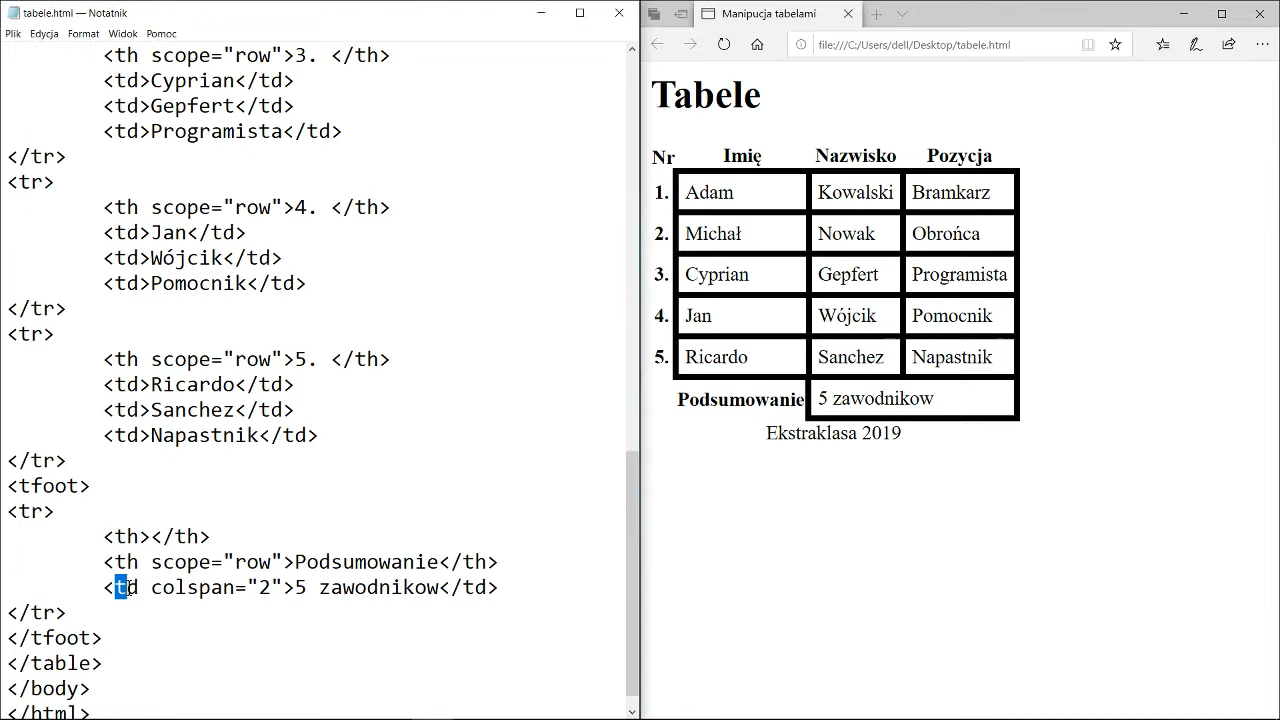 tabele.html — Notatnik
Plik Edycja Format Widok Pomoc
<th scope="row">3. </th>
<td>Cyprian</td>
<td>Gepfert</td>
<td>Programista</td>
</tr>
<tr>
<th scope="row">4. </th>
<td>Jan</td>
<td>Wójcik</td>
<td>Pomocnik</td>
</tr>
<tr>
<th scope="row">5. </th>
<td>Ricardo</td>
<td>Sanchez</td>
<td>Napastnik</td>
</tr>
<tfoot>
<tr>
<th></th>
<th scope="row">Podsumowanie</th>
<td colspan="2">5 zawodnikow</td>
</tr>
</tfoot>
</table>
</body>
</html>
Manipucja tabelami
file:///C:/Users/dell/Desktop/tabele.html
Tabele
Nr Imię Nazwisko Pozycja
1. Adam Kowalski Bramkarz
2. Michał Nowak Obrońca
3. Cyprian Gepfert Programista
4. Jan Wójcik Pomocnik
5. Ricardo Sanchez Napastnik
Podsumowanie 5 zawodnikow
Ekstraklasa 2019